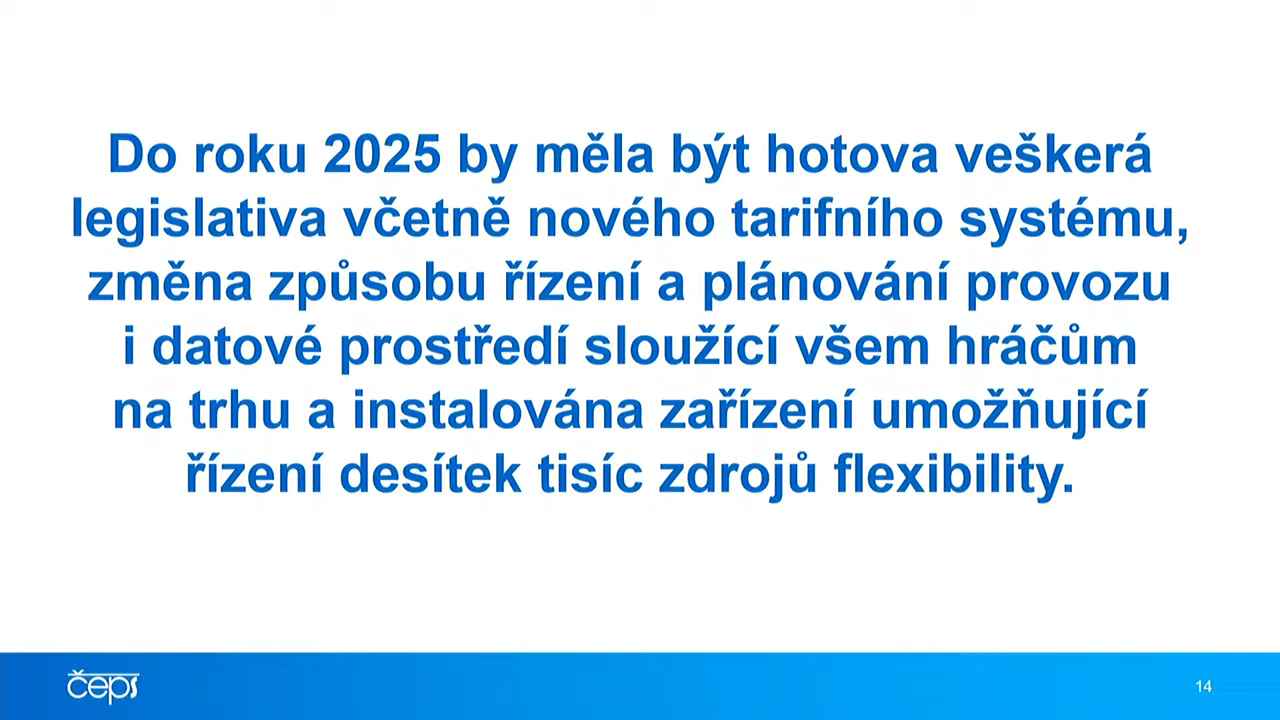 Do roku 2025 by měla být hotova veškerá
legislativa včetně nového tarifního systému,
změna způsobu řízení a plánování provozu
i datové prostředí sloužící všem hráčům
na trhu a instalována zařízení umožňující
řízení desítek tisíc zdrojů flexibility.
čeps
14